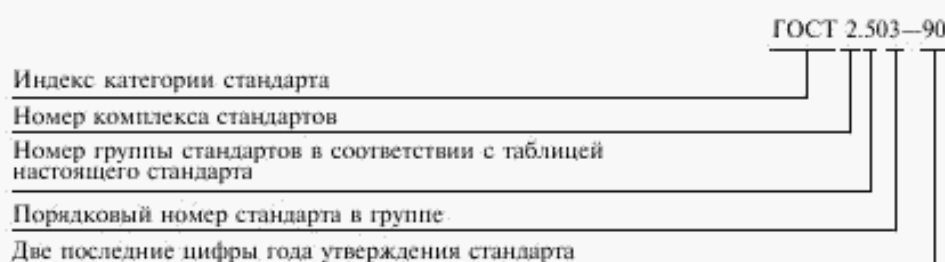 ГОСТ 2.503—90
Индекс категории стандарта
Номер комплекса стандартов
Номер группы стандартов в соответствии с таблицей
настоящего стандарта
Порядковый номер стандарта в группе
Две последние цифры года утверждения стандарта